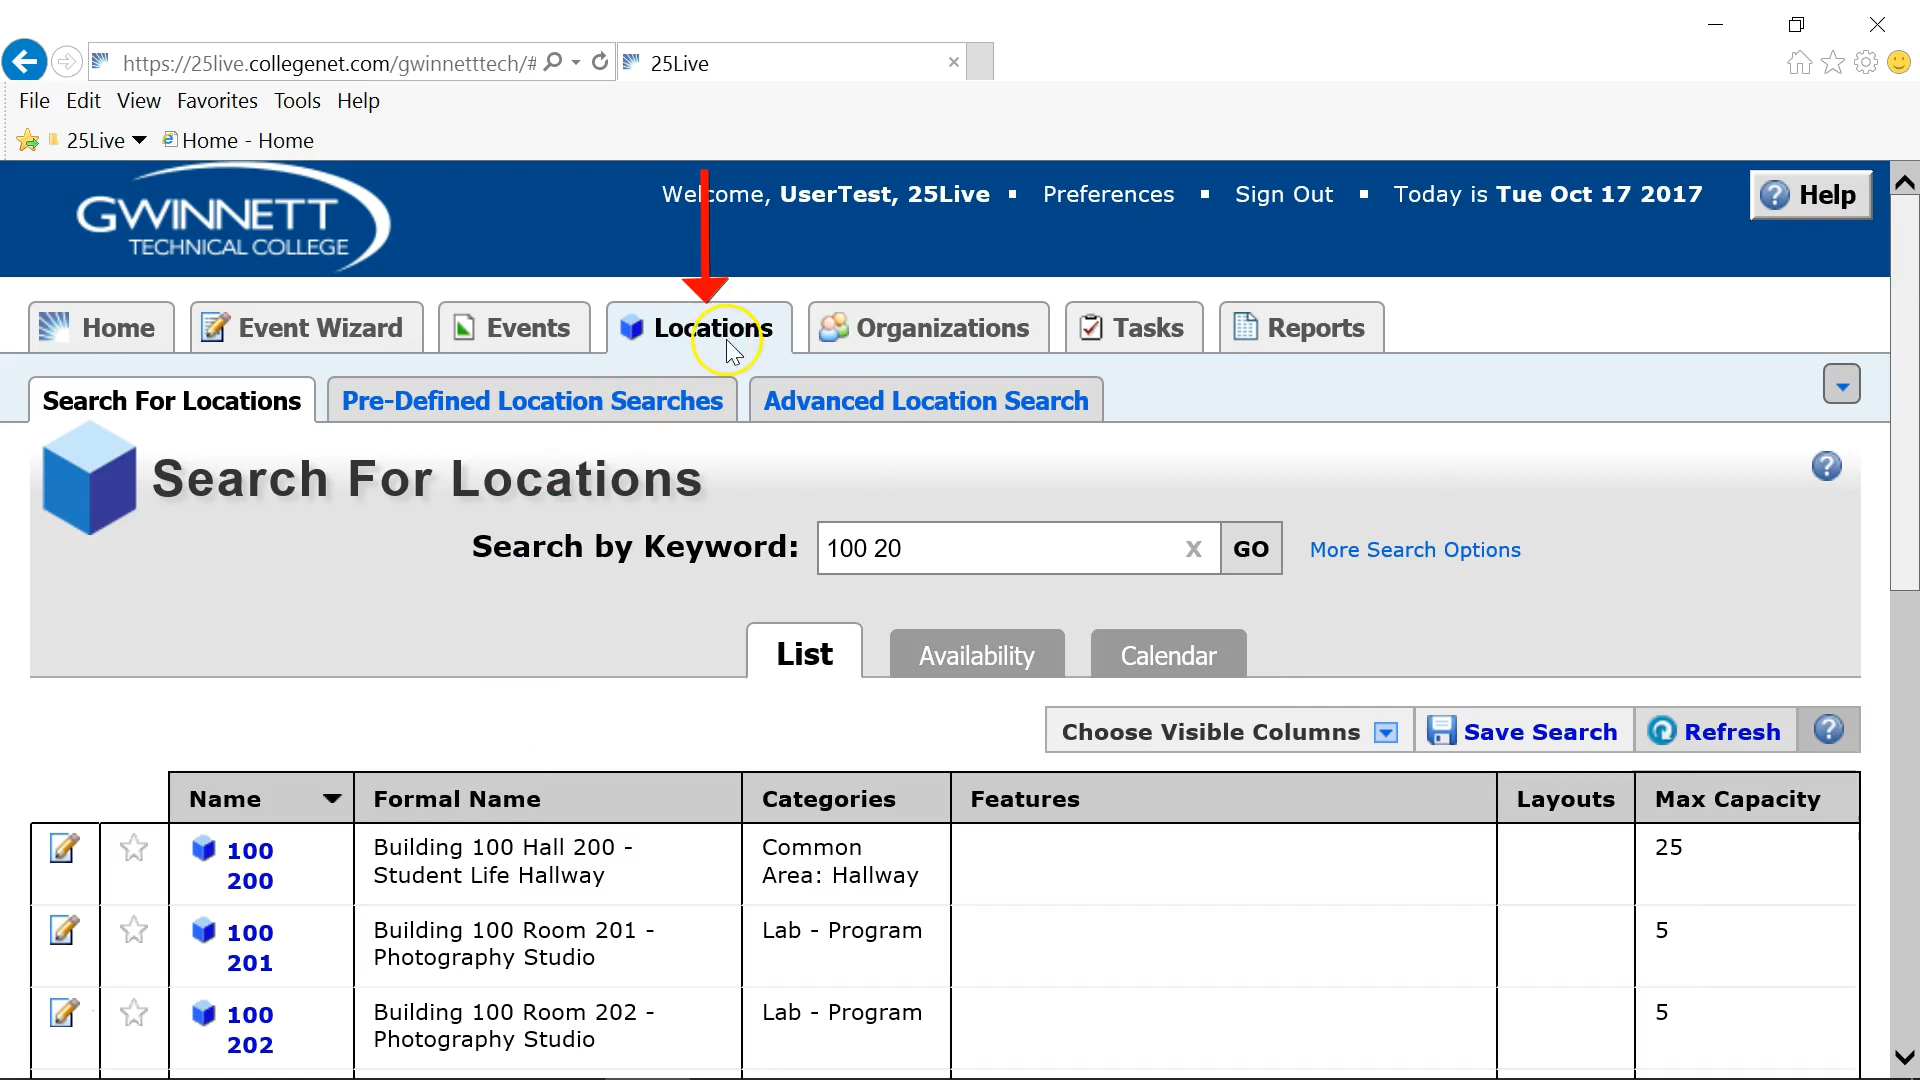 https://25live.collegenet.com/gwinnetttech/#
25Live
File Edit View Favorites Tools Help
25Live Home - Home
GWINNETT
TECHNICAL COLLEGE
Welcome, UserTest, 25Live Preferences Sign Out Today is Tue Oct 17 2017
Help
Home Event Wizard Events Locations Organizations Tasks Reports
Search For Locations Pre-Defined Location Searches Advanced Location Search
Search For Locations
Search by Keyword: 100 20 x GO More Search Options
List Availability Calendar
Choose Visible Columns Save Search Refresh
Name Formal Name Categories Features Layouts Max Capacity
100 Building 100 Hall 200 - Common 25
200 Student Life Hallway Area: Hallway
100 Building 100 Room 201 - Lab - Program 5
201 Photography Studio
100 Building 100 Room 202 - Lab - Program 5
202 Photography Studio